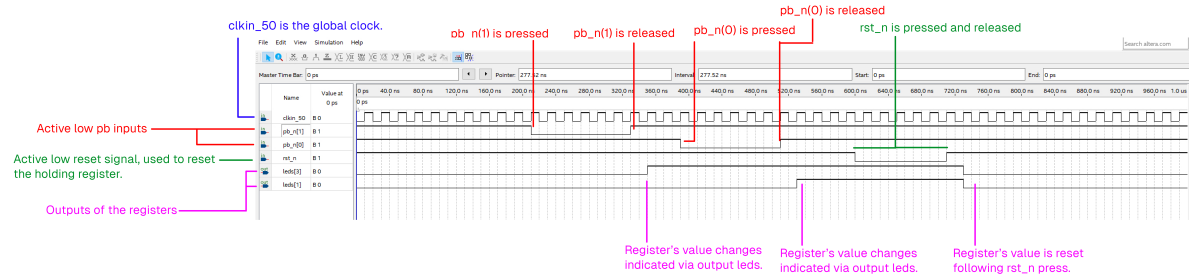 pb_n(0) is released
clkin_50 is the global clock.
pb_n(1) is pressed
pb_n(1) is released
pb_n(0) is pressed
rst_n is pressed and released
File Edit View Simulation Help
Search altera.com
Master Time Bar: 0 ps
Pointer: 277.52 ns
Interval: 277.52 ns
Start: 0 ps
End: 0 ps
Name
Value at
0 ps
0 ps 40.0 ns 80.0 ns 120.0 ns 160.0 ns 200.0 ns 240.0 ns 280.0 ns 320.0 ns 360.0 ns 400.0 ns 440.0 ns 480.0 ns 520.0 ns 560.0 ns 600.0 ns 640.0 ns 680.0 ns 720.0 ns 760.0 ns 800.0 ns 840.0 ns 880.0 ns 920.0 ns 960.0 ns 1.0 us
0 ps
clkin_50 B 0
Active low pb inputs
pb_n[1] B 1
pb_n[0] B 1
Active low reset signal, used to reset
the holding register.
rst_n B 1
leds[3] B 0
leds[1] B 0
Outputs of the registers
Register's value changes
indicated via output leds.
Register's value changes
indicated via output leds.
Register's value is reset
following rst_n press.